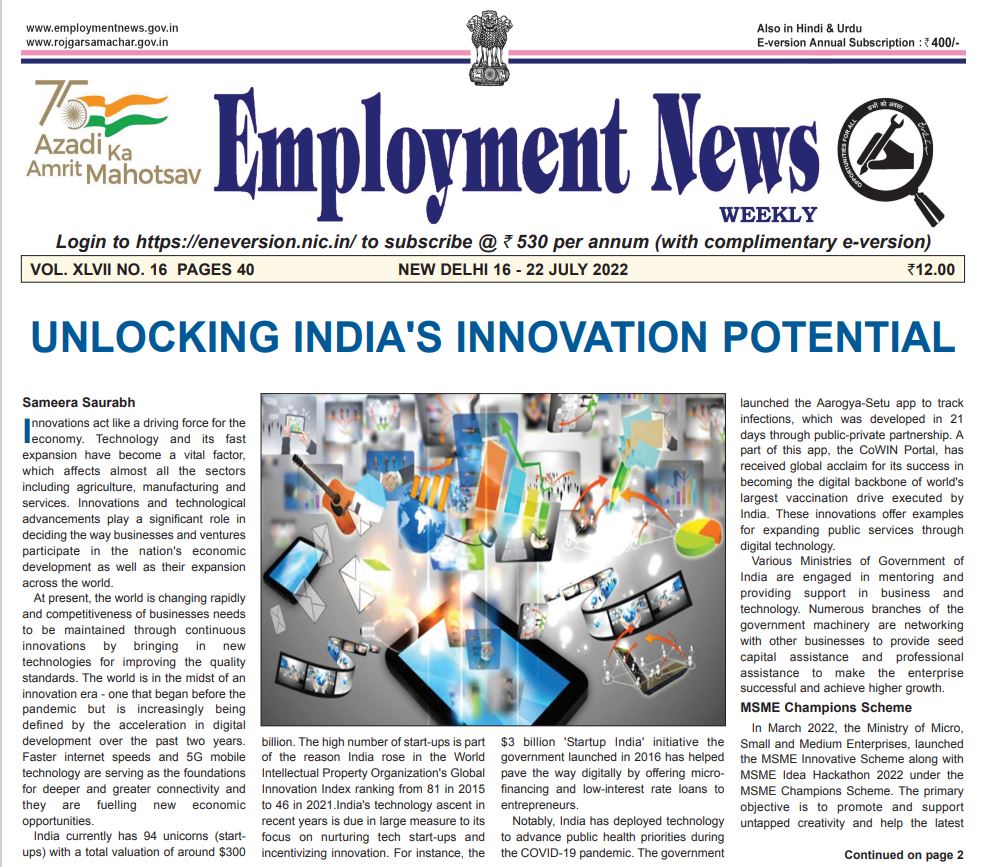 www.employmentnews.gov.in
www.rojgarsamachar.gov.in
Also in Hindi & Urdu
E-version Annual Subscription : ₹ 400/-
75
Azadi Ka
Amrit Mahotsav
Employment News
WEEKLY
OPPORTUNITIES FOR ALL
सभी को अवसर
Login to https://eneversion.nic.in/ to subscribe @ ₹ 530 per annum (with complimentary e-version)
VOL. XLVII NO. 16 PAGES 40
NEW DELHI 16 - 22 JULY 2022
₹12.00
UNLOCKING INDIA'S INNOVATION POTENTIAL
Sameera Saurabh
Innovations act like a driving force for the
economy. Technology and its fast
expansion have become a vital factor,
which affects almost all the sectors
including agriculture, manufacturing and
services. Innovations and technological
advancements play a significant role in
deciding the way businesses and ventures
participate in the nation's economic
development as well as their expansion
across the world.
At present, the world is changing rapidly
and competitiveness of businesses needs
to be maintained through continuous
innovations by bringing in new
technologies for improving the quality
standards. The world is in the midst of an
innovation era - one that began before the
pandemic but is increasingly being
defined by the acceleration in digital
development over the past two years.
Faster internet speeds and 5G mobile
technology are serving as the foundations
for deeper and greater connectivity and
they are fuelling new economic
opportunities.
India currently has 94 unicorns (start-
ups) with a total valuation of around $300
billion. The high number of start-ups is part
of the reason India rose in the World
Intellectual Property Organization's Global
Innovation Index ranking from 81 in 2015
to 46 in 2021.India's technology ascent in
recent years is due in large measure to its
focus on nurturing tech start-ups and
incentivizing innovation. For instance, the
$3 billion 'Startup India' initiative the
government launched in 2016 has helped
pave the way digitally by offering micro-
financing and low-interest rate loans to
entrepreneurs.
Notably, India has deployed technology
to advance public health priorities during
the COVID-19 pandemic. The government
launched the Aarogya-Setu app to track
infections, which was developed in 21
days through public-private partnership. A
part of this app, the CoWIN Portal, has
received global acclaim for its success in
becoming the digital backbone of world's
largest vaccination drive executed by
India. These innovations offer examples
for expanding public services through
digital technology.
Various Ministries of Government of
India are engaged in mentoring and
providing support in business and
technology. Numerous branches of the
government machinery are networking
with other businesses to provide seed
capital assistance and professional
assistance to make the enterprise
successful and achieve higher growth.
MSME Champions Scheme
In March 2022, the Ministry of Micro,
Small and Medium Enterprises, launched
the MSME Innovative Scheme along with
MSME Idea Hackathon 2022 under the
MSME Champions Scheme. The primary
objective is to promote and support
untapped creativity and help the latest
Continued on page 2